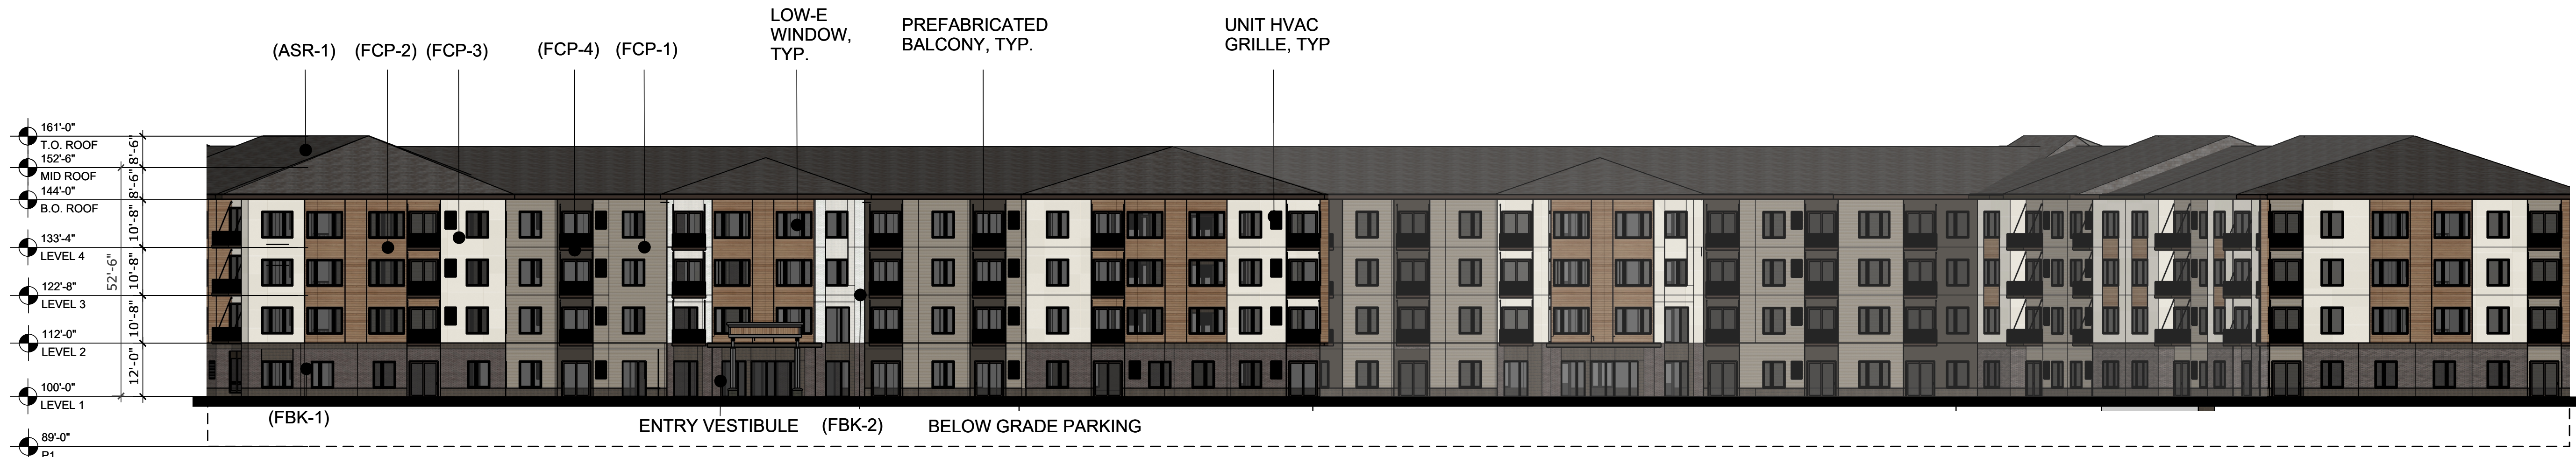 LOW-E
WINDOW,
TYP.
PREFABRICATED
BALCONY, TYP.
UNIT HVAC
GRILLE, TYP
(ASR-1)
(FCP-2)
(FCP-3)
(FCP-4)
(FCP-1)
161'-0"
T.O. ROOF
8'-6"
152'-6"
MID ROOF
8'-6"
144'-0"
B.O. ROOF
10'-8"
133'-4"
LEVEL 4
52'-6"
10'-8"
122'-8"
LEVEL 3
10'-8"
112'-0"
LEVEL 2
12'-0"
100'-0"
LEVEL 1
(FBK-1)
ENTRY VESTIBULE
(FBK-2)
BELOW GRADE PARKING
89'-0"
P1